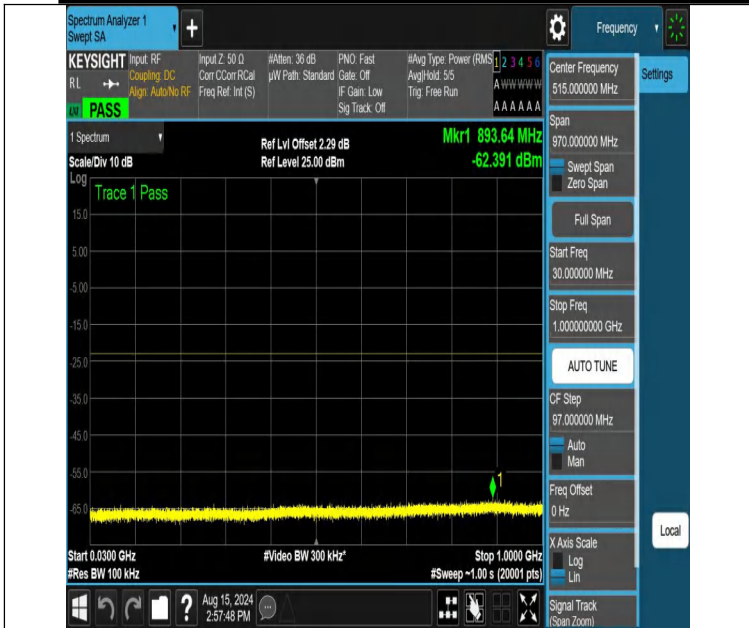 Spectrum Analyzer 1
Swept SA
Frequency
KEYSIGHT
RL
LXI
PASS
Input: RF
Coupling: DC
Align: Auto/No RF
Input Z: 50 Ω
Corr CCorr RCal
Freq Ref: Int (S)
#Atten: 36 dB
µW Path: Standard
PNO: Fast
Gate: Off
IF Gain: Low
Sig Track: Off
#Avg Type: Power (RMS
Avg|Hold: 5/5
Trig: Free Run
1 2 3 4 5 6
A W W W W W
A A A A A A
1 Spectrum
Scale/Div 10 dB
Ref Lvl Offset 2.29 dB
Ref Level 25.00 dBm
Mkr1 893.64 MHz
-62.391 dBm
Log
Trace 1 Pass
15.0
5.00
-5.00
-15.0
-25.0
-35.0
-45.0
-55.0
-65.0
1
Start 0.0300 GHz
#Res BW 100 kHz
#Video BW 300 kHz*
Stop 1.0000 GHz
#Sweep ~1.00 s (20001 pts)
Aug 15, 2024
2:57:48 PM
Center Frequency
515.000000 MHz
Span
970.000000 MHz
Swept Span
Zero Span
Full Span
Start Freq
30.000000 MHz
Stop Freq
1.000000000 GHz
AUTO TUNE
CF Step
97.000000 MHz
Auto
Man
Freq Offset
0 Hz
X Axis Scale
Log
Lin
Signal Track
(Span Zoom)
Settings
Local